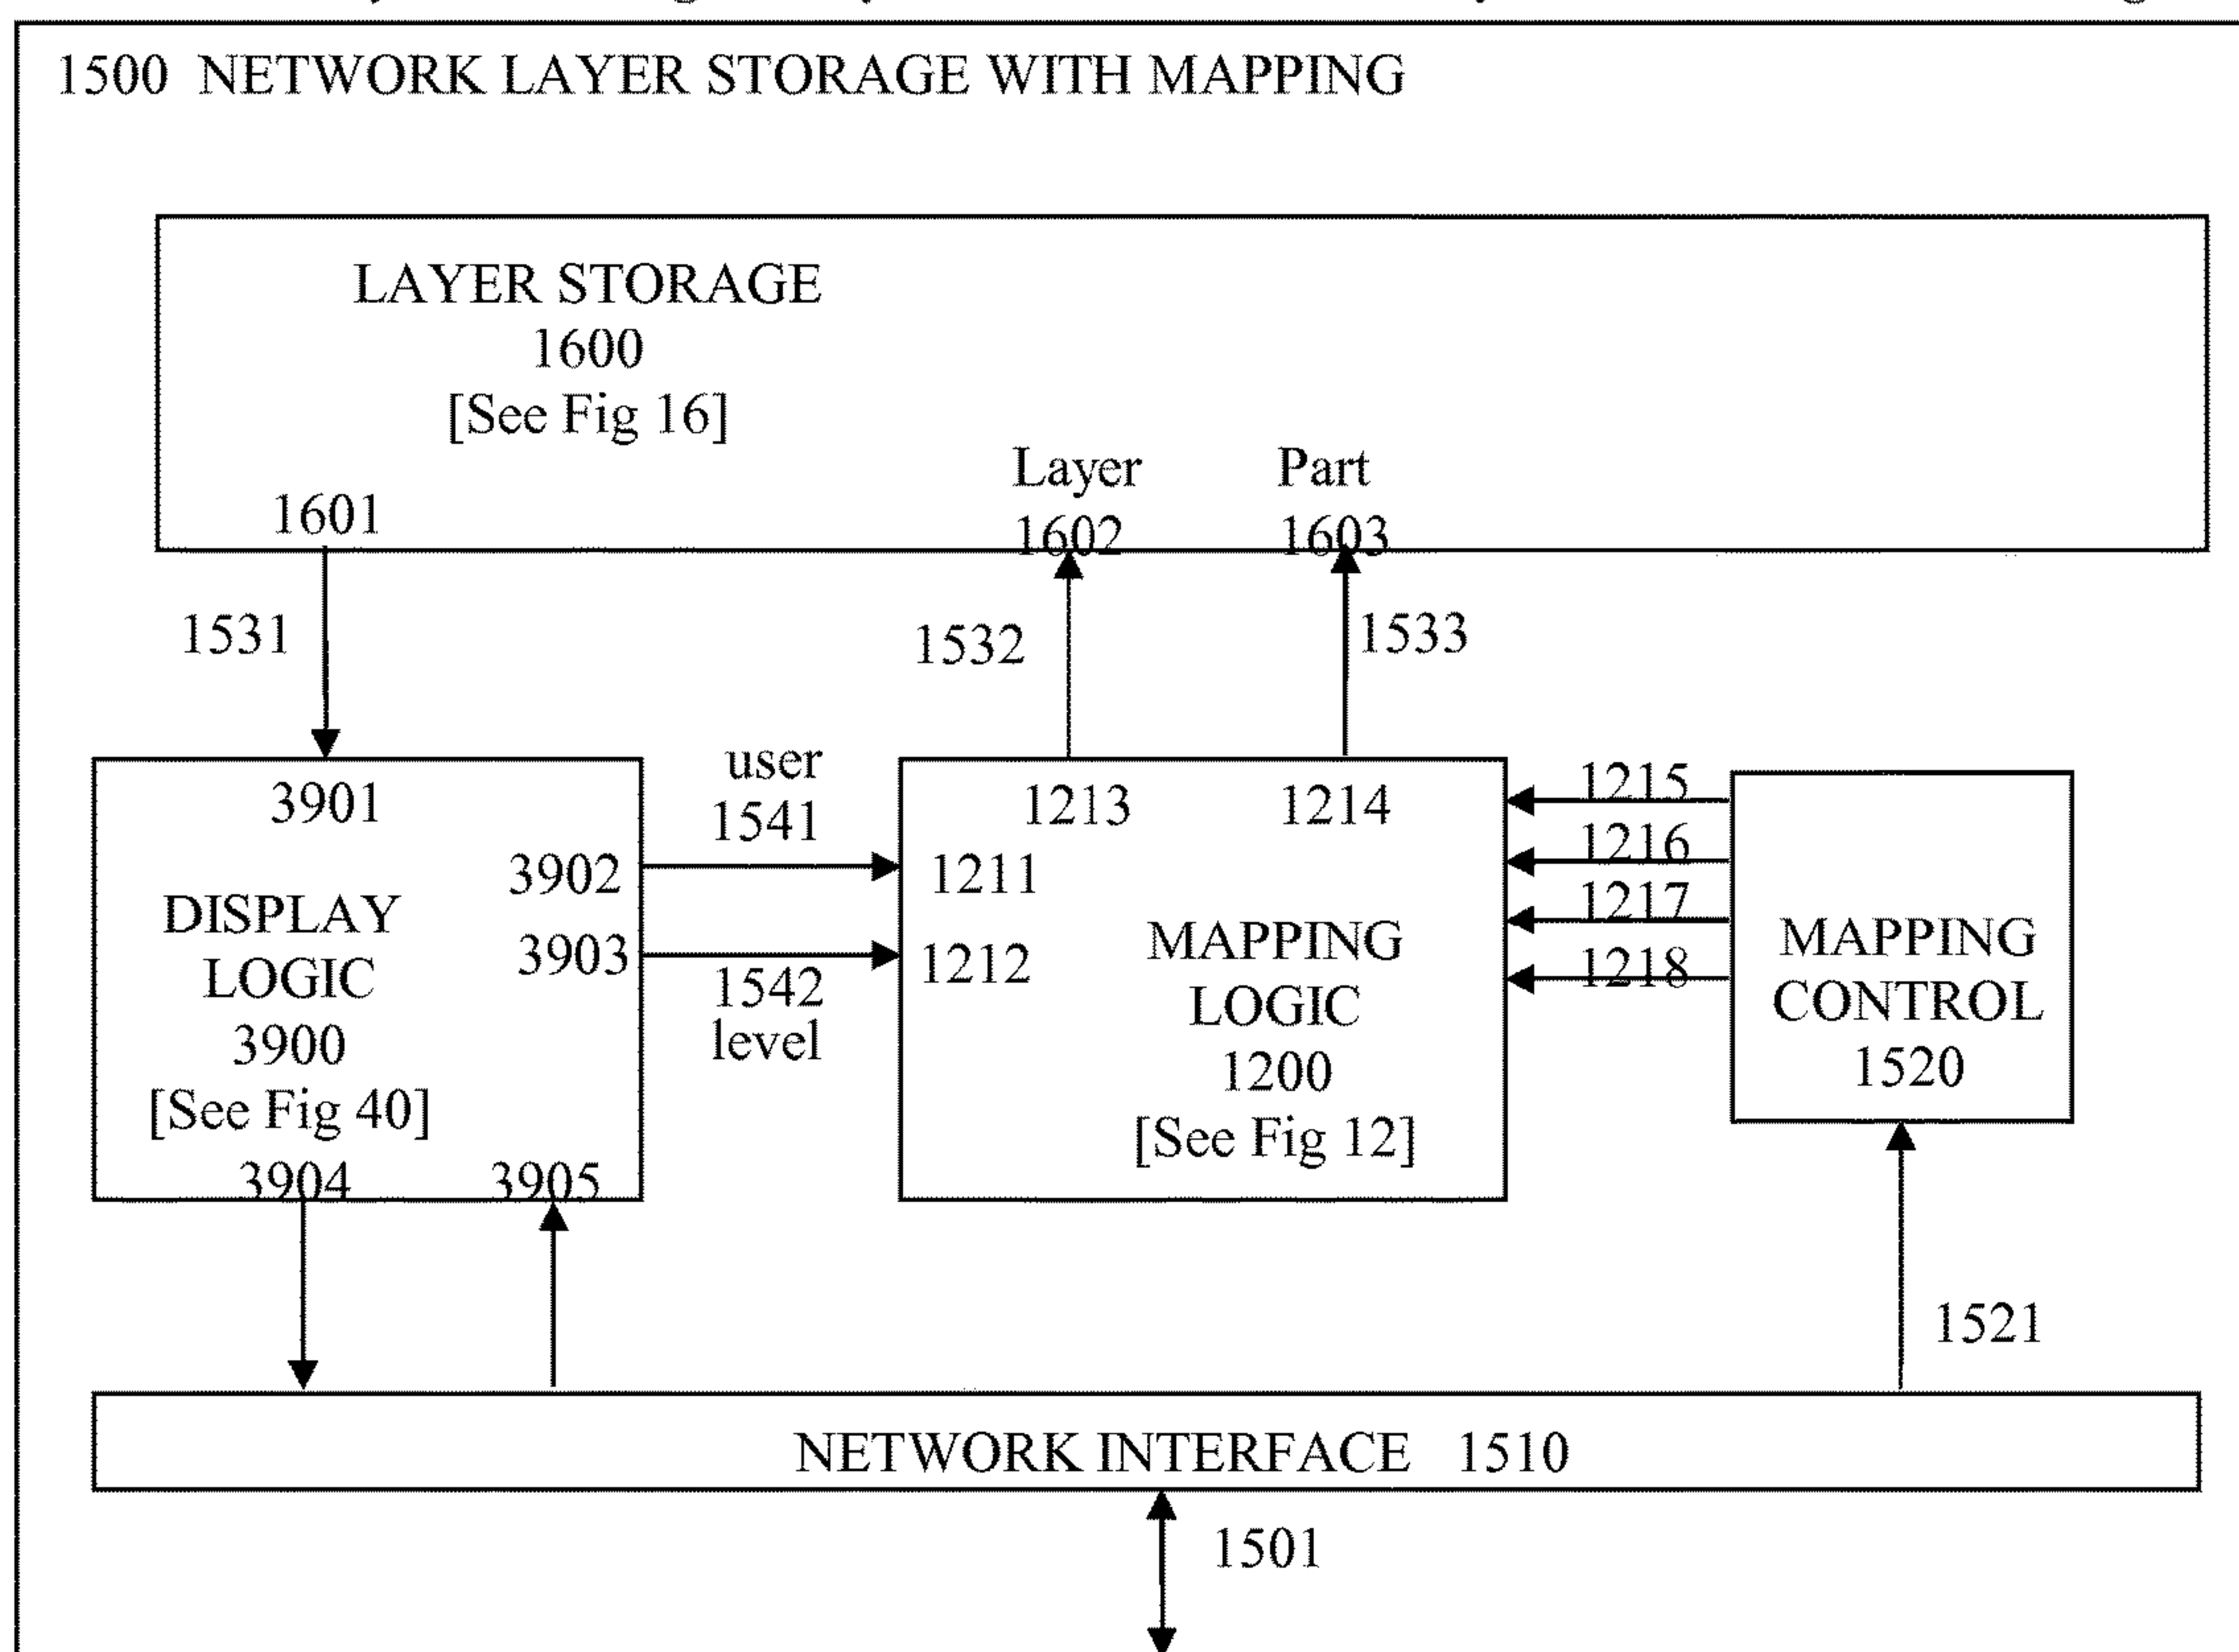 1500 NETWORK LAYER STORAGE WITH MAPPING
LAYER STORAGE
1600
[See Fig 16]
Layer
Part
1601
1602
1603
1531
1532
1533
user
1541
1215
3901
1213
1214
1216
3902
1211
1217
DISPLAY
LOGIC
3900
[See Fig 40]
3903
1212
1542
level
MAPPING
LOGIC
1200
[See Fig 12]
1218
MAPPING
CONTROL
1520
3904
3905
1521
NETWORK INTERFACE 1510
1501